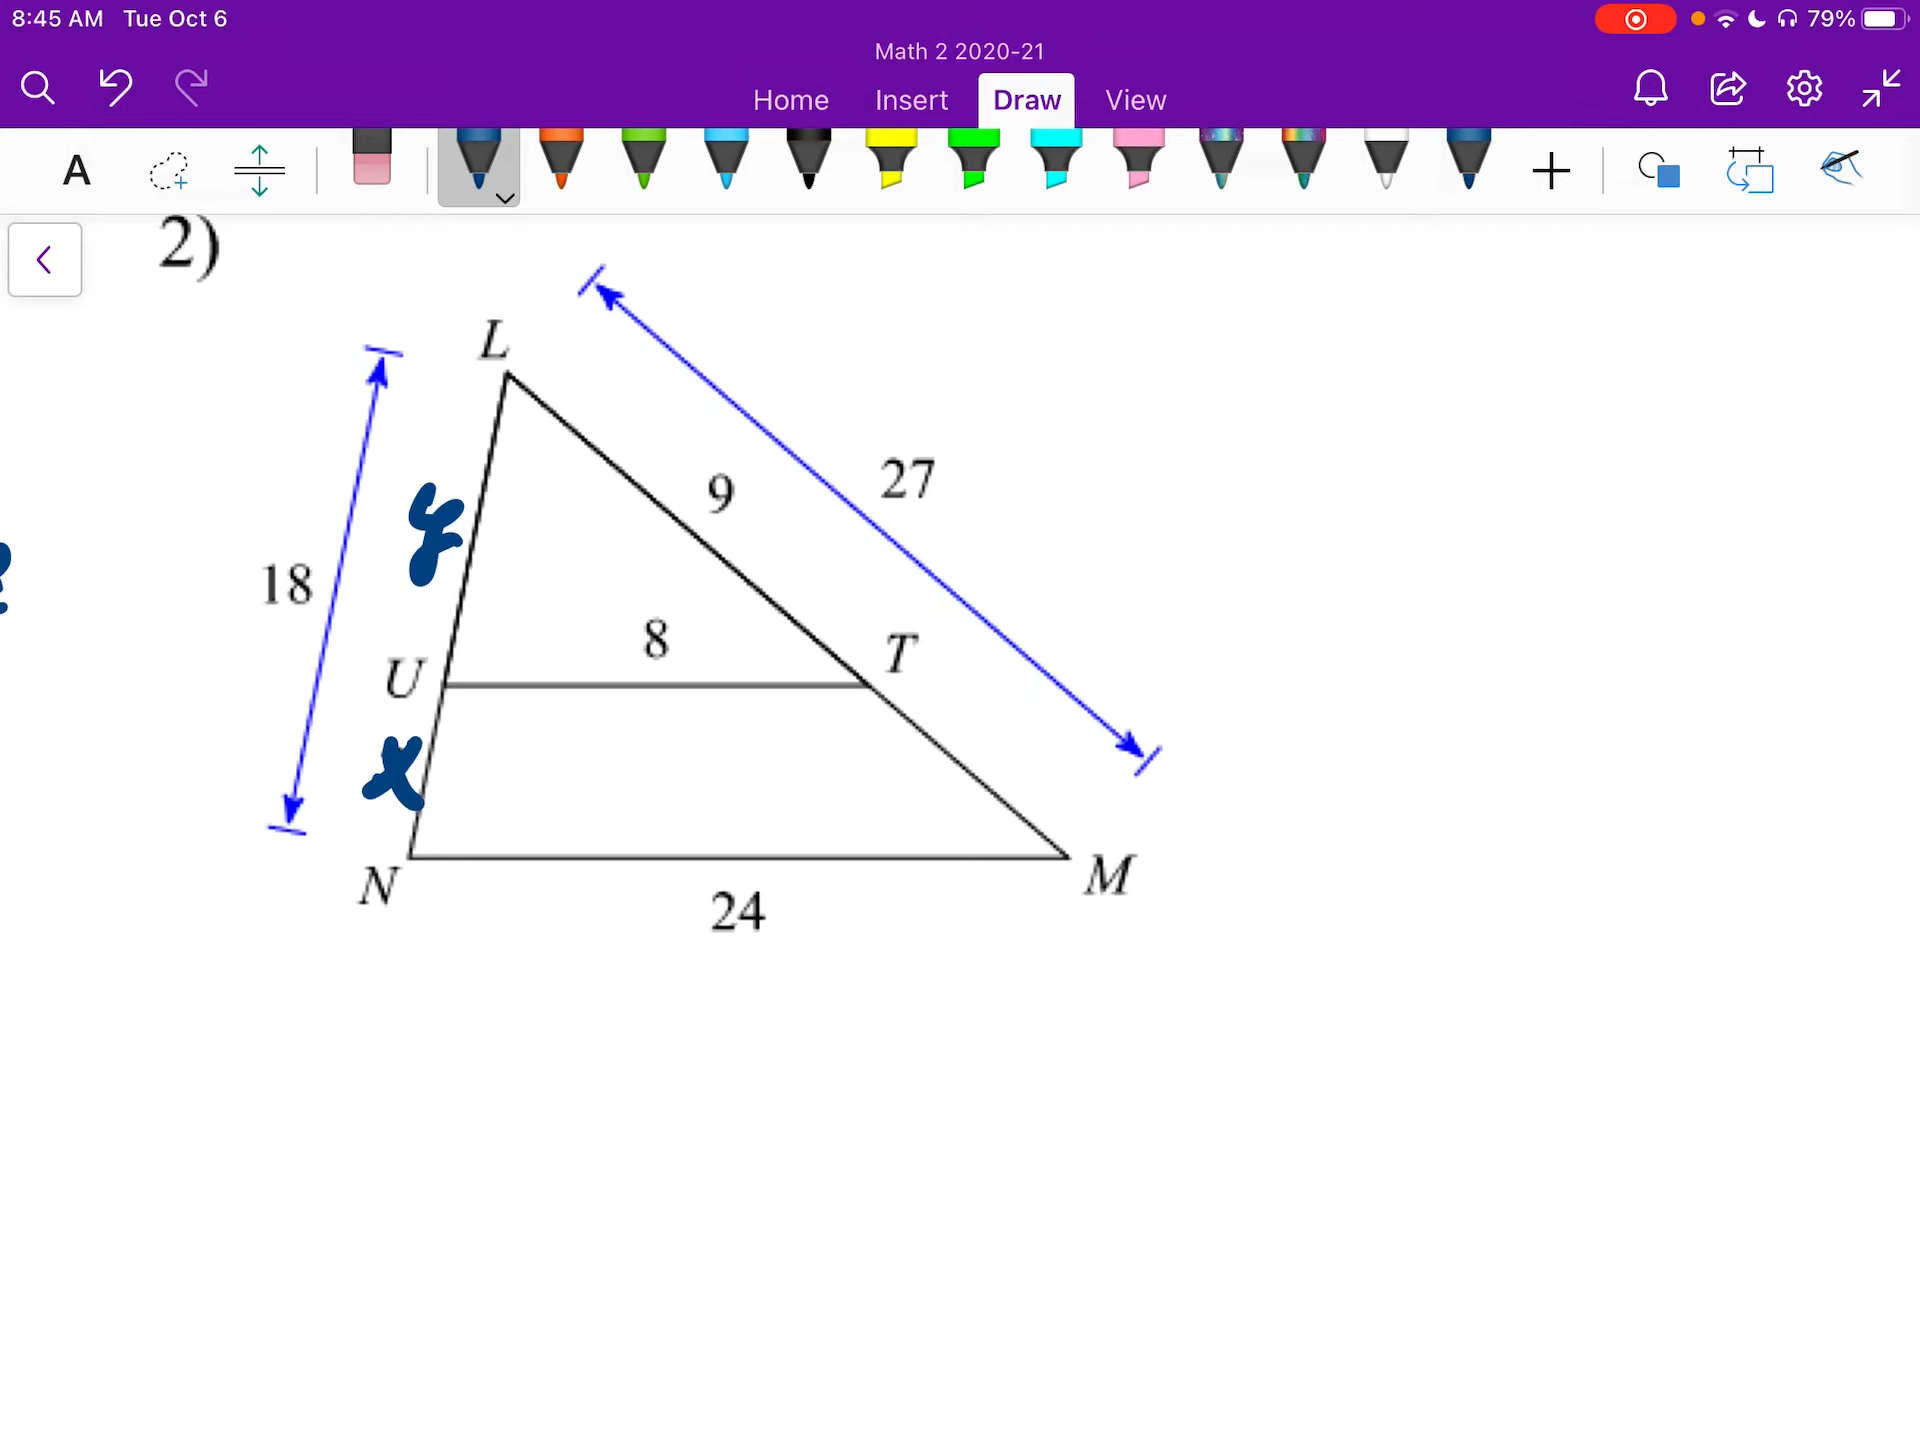 8:45 AM Tue Oct 6
79%
Math 2 2020-21
Home Insert Draw View
A
2)
L
27
9
y
18
8
T
U
x
N
M
24